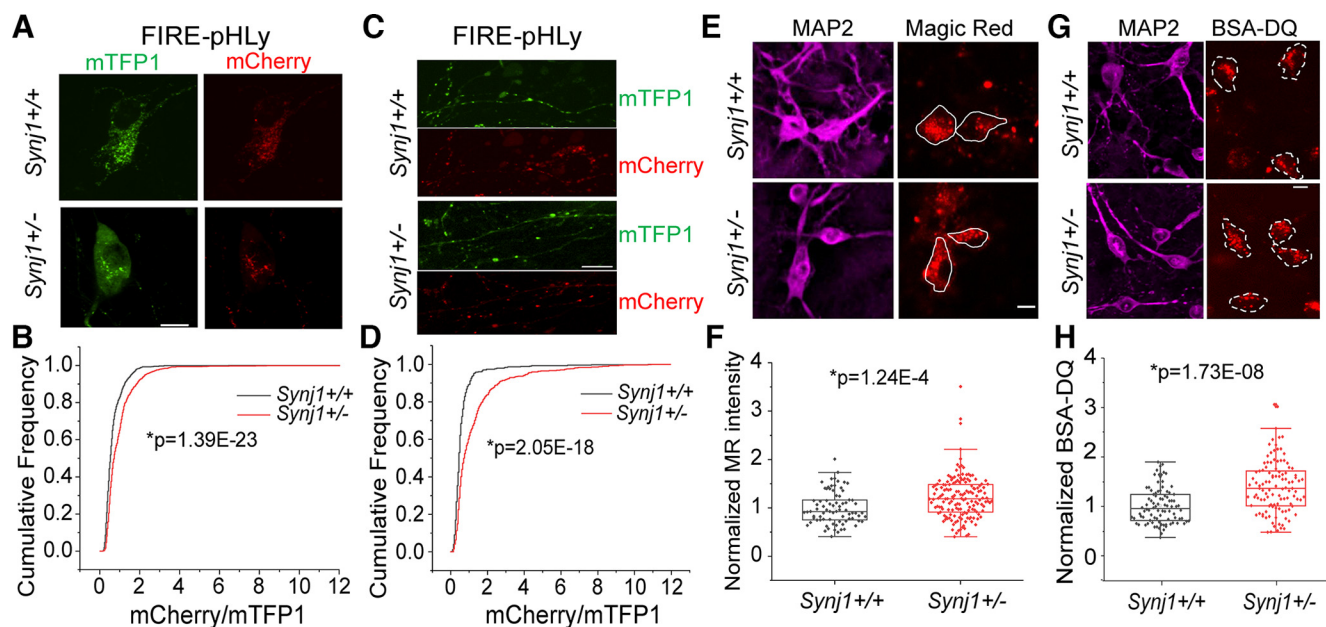 A
FIRE-pHLy
mTFP1 mCherry
Synj1+/+
Synj1+/-
B
Cumulative Frequency
1.0
0.8
0.6
0.4
0.2
0.0
Synj1+/+
Synj1+/-
*p=1.39E-23
0 2 4 6 8 10 12
mCherry/mTFP1
C
FIRE-pHLy
Synj1+/+
mTFP1
mCherry
Synj1+/-
mTFP1
mCherry
D
Cumulative Frequency
1.0
0.8
0.6
0.4
0.2
0.0
Synj1+/+
Synj1+/-
*p=2.05E-18
0 2 4 6 8 10 12
mCherry/mTFP1
E
MAP2 Magic Red
Synj1+/+
Synj1+/-
F
Normalized MR intensity
4
3
2
1
0
*p=1.24E-4
Synj1+/+ Synj1+/-
G
MAP2 BSA-DQ
Synj1+/+
Synj1+/-
H
Normalized BSA-DQ
4
3
2
1
0
*p=1.73E-08
Synj1+/+ Synj1+/-